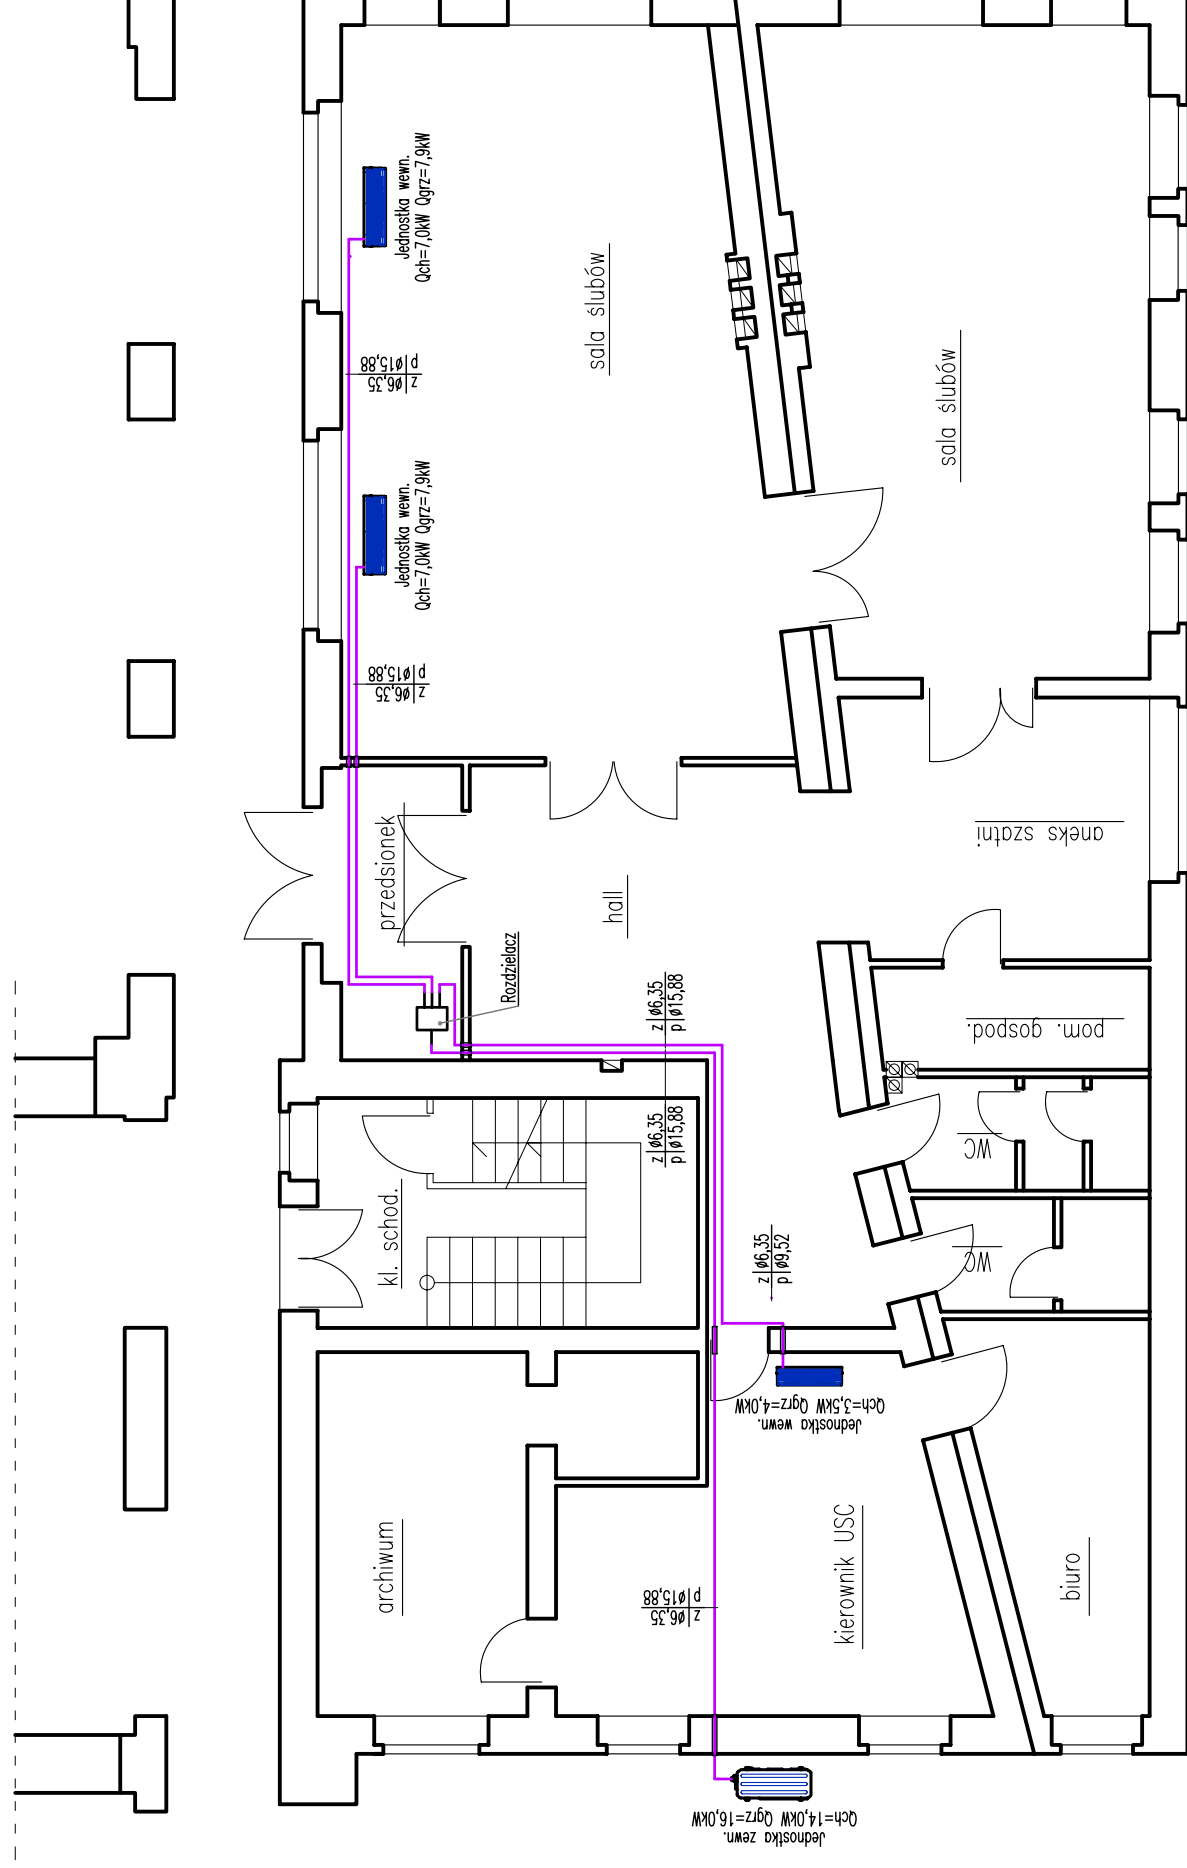 Jednostka wewn.
Qch=7,0kW Qgrz=7,9kW
sala ślubów
z ø6,35
p ø15,88
sala ślubów
Jednostka wewn.
Qch=7,0kW Qgrz=7,9kW
z ø6,35
p ø15,88
przedsionek
aneks szatni
hall
Rozdzielacz
z ø6,35
p ø15,88
pom. gospod.
z ø6,35
p ø15,88
WC
kl. schod.
z ø6,35
p ø9,52
WC
Jednostka wewn.
Qch=3,5kW Qgrz=4,0kW
archiwum
z ø6,35
p ø15,88
kierownik USC
biuro
Jednostka zewn.
Qch=14,0kW Qgrz=16,0kW